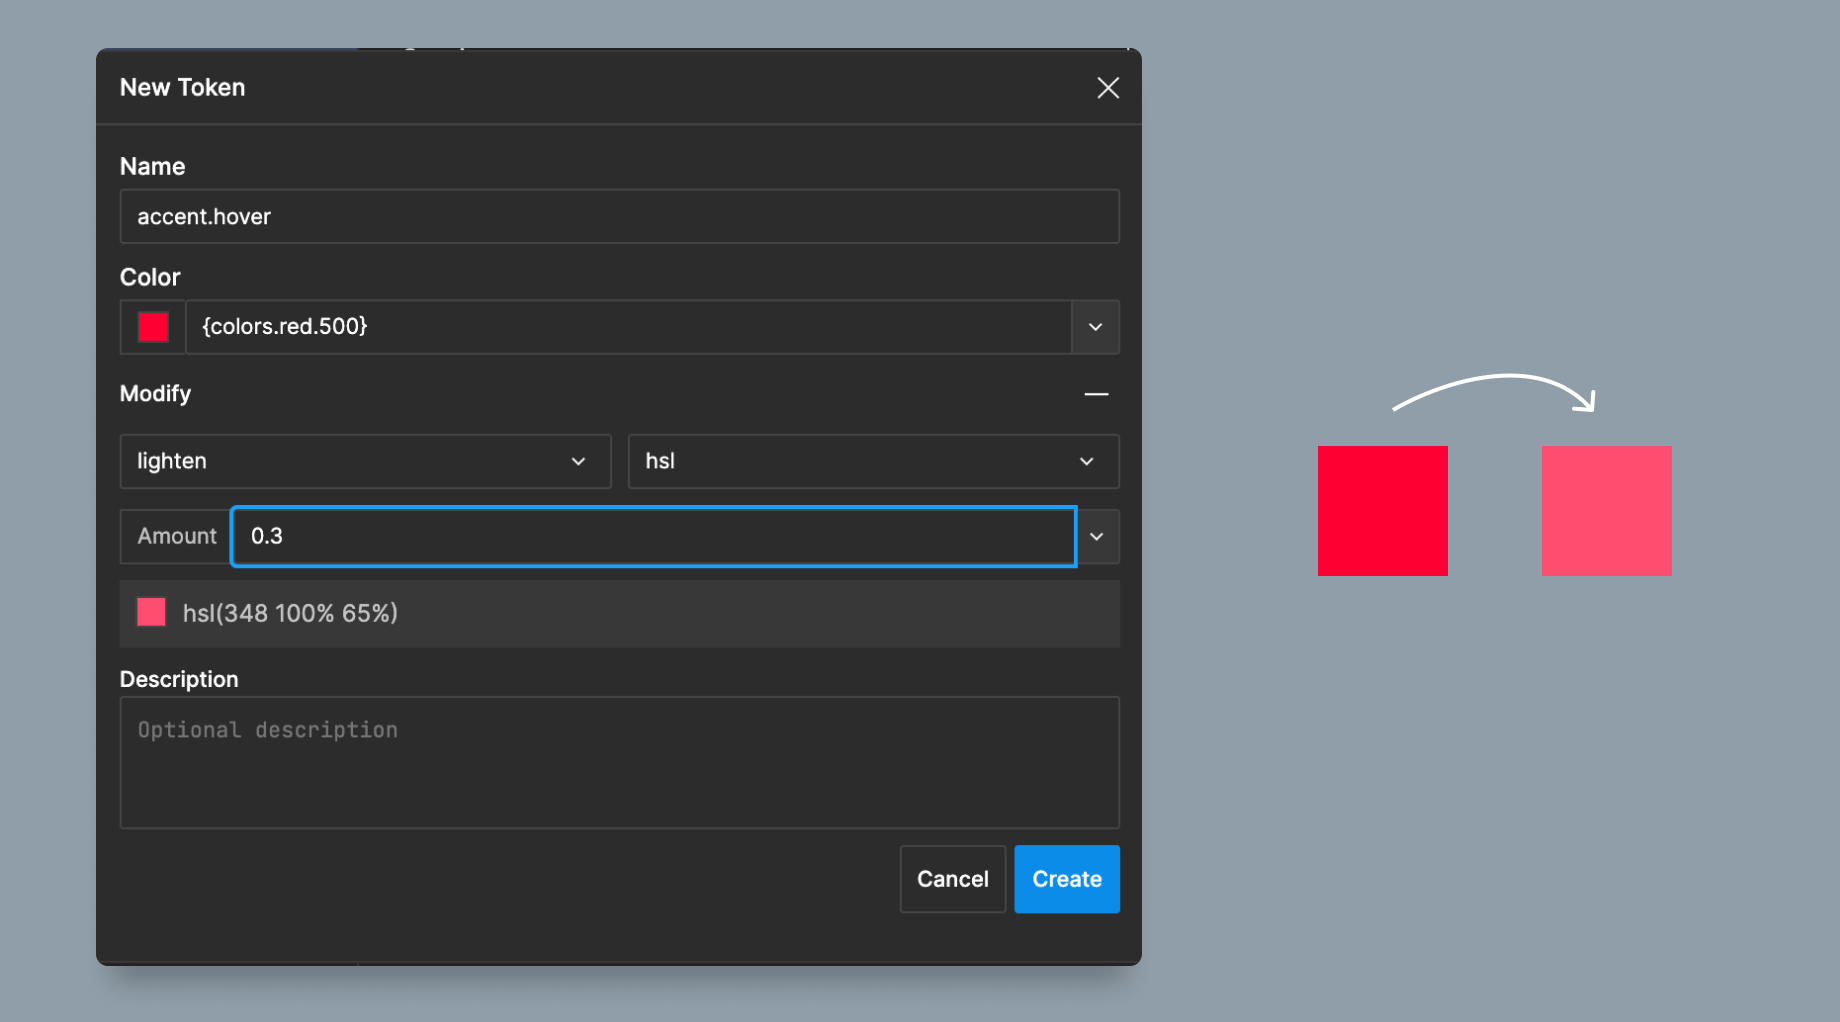 New Token
Name
accent.hover
Color
{colors.red.500}
Modify
lighten
hsl
Amount
0.3
hsl(348 100% 65%)
Description
Optional description
Cancel
Create